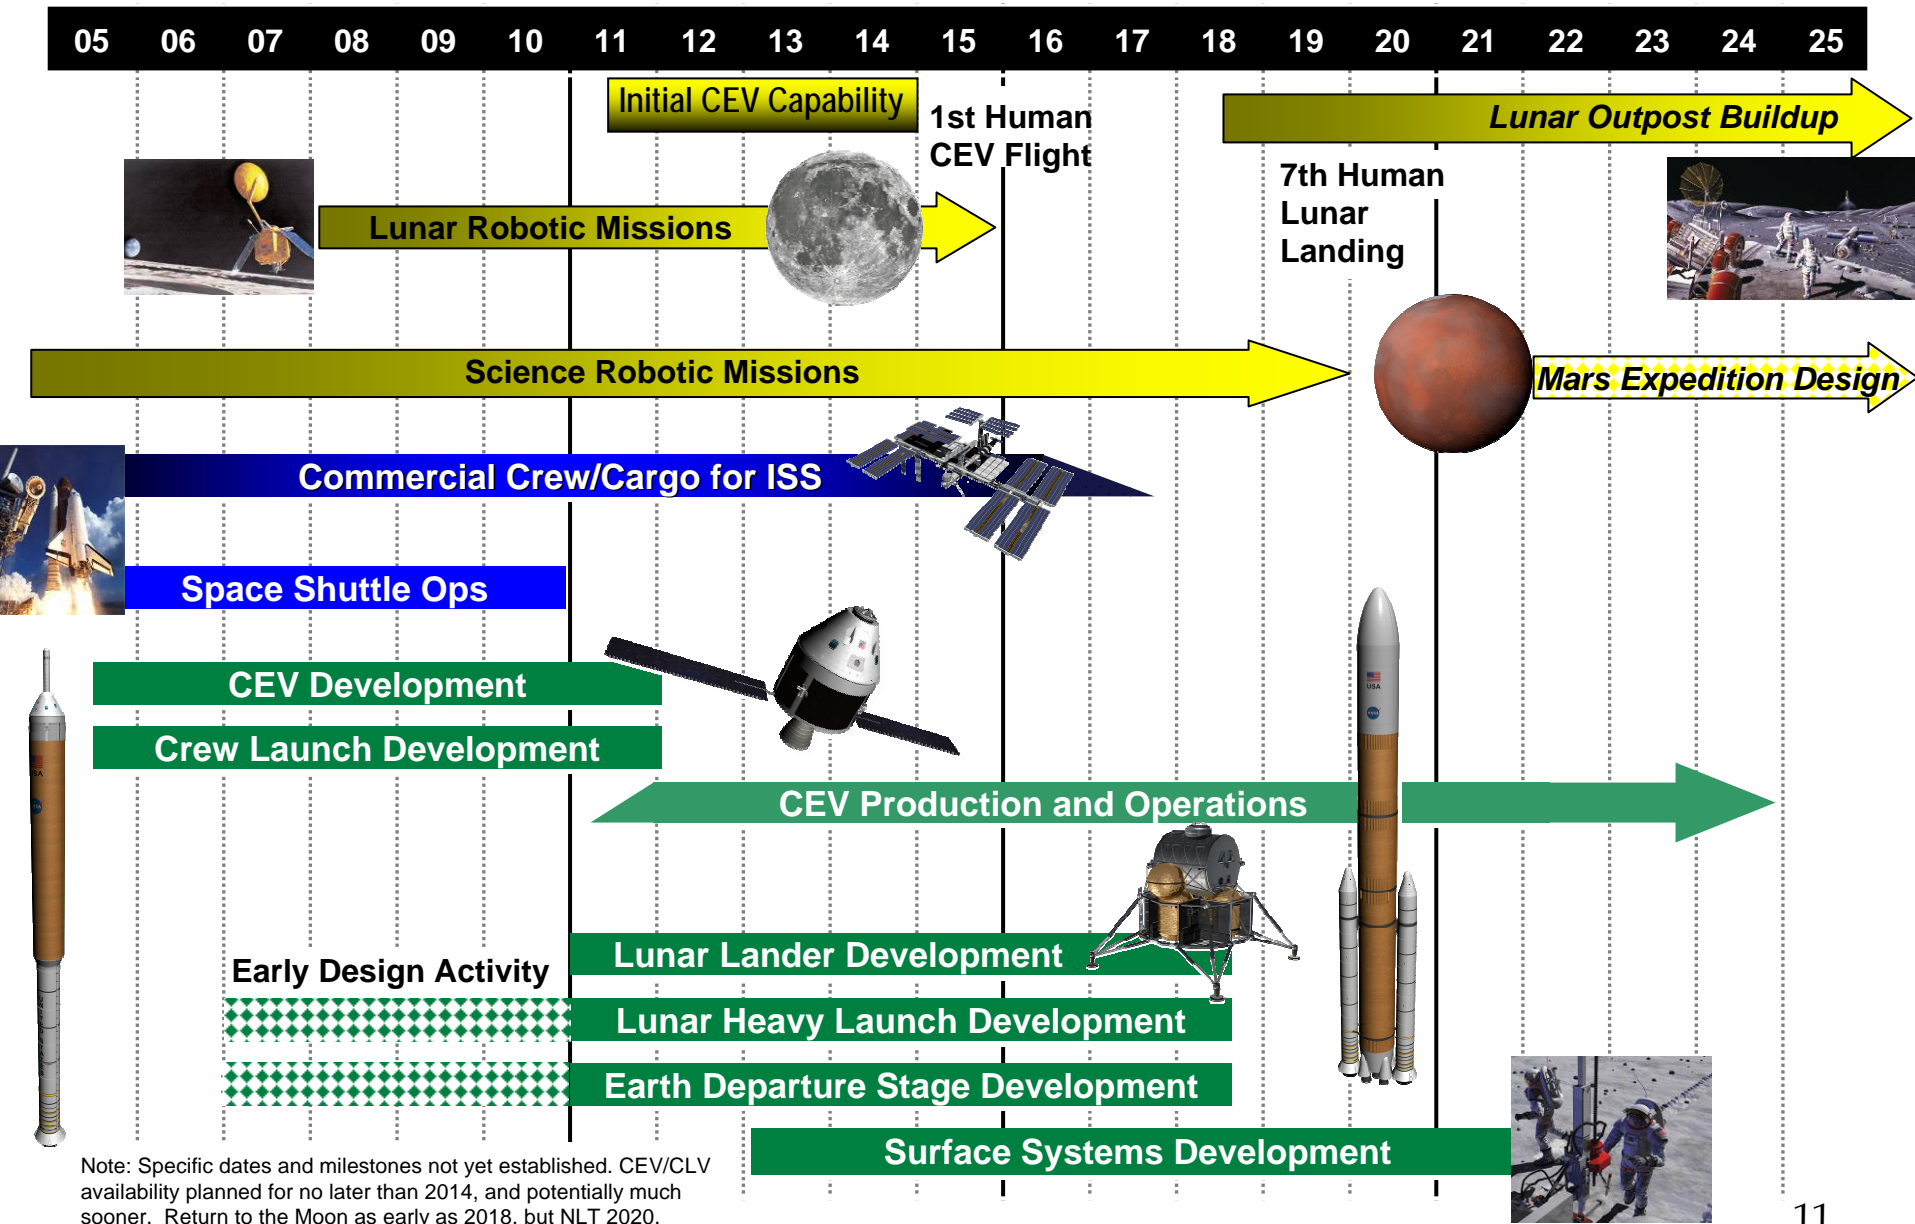 05 06 07 08 09 10 11 12 13 14 15 16 17 18 19 20 21 22 23 24 25
Initial CEV Capability
1st Human
CEV Flight
Lunar Outpost Buildup
7th Human
Lunar
Landing
Lunar Robotic Missions
Science Robotic Missions
Mars Expedition Design
Commercial Crew/Cargo for ISS
Space Shuttle Ops
CEV Development
USA
Crew Launch Development
USA
CEV Production and Operations
Early Design Activity
Lunar Lander Development
Lunar Heavy Launch Development
Earth Departure Stage Development
Surface Systems Development
Note: Specific dates and milestones not yet established. CEV/CLV
availability planned for no later than 2014, and potentially much
sooner. Return to the Moon as early as 2018, but NLT 2020.
11